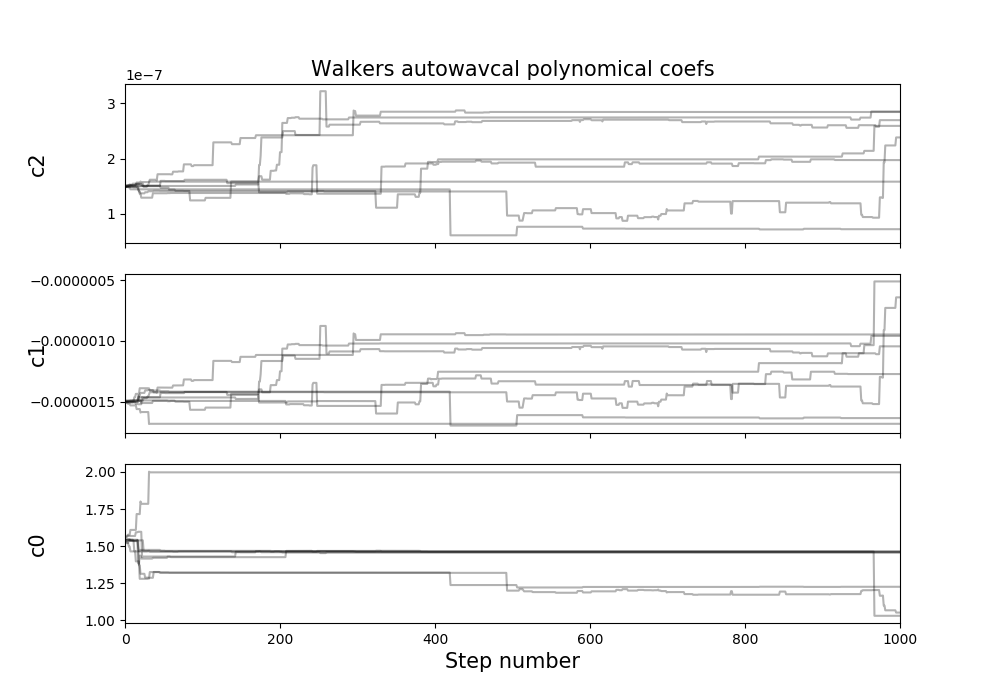 Walkers autowavcal polynomical coefs
1e−7
3
2
1
c2
−0.0000005
−0.0000010
−0.0000015
c1
2.00
1.75
1.50
1.25
1.00
c0
0 200 400 600 800 1000
Step number